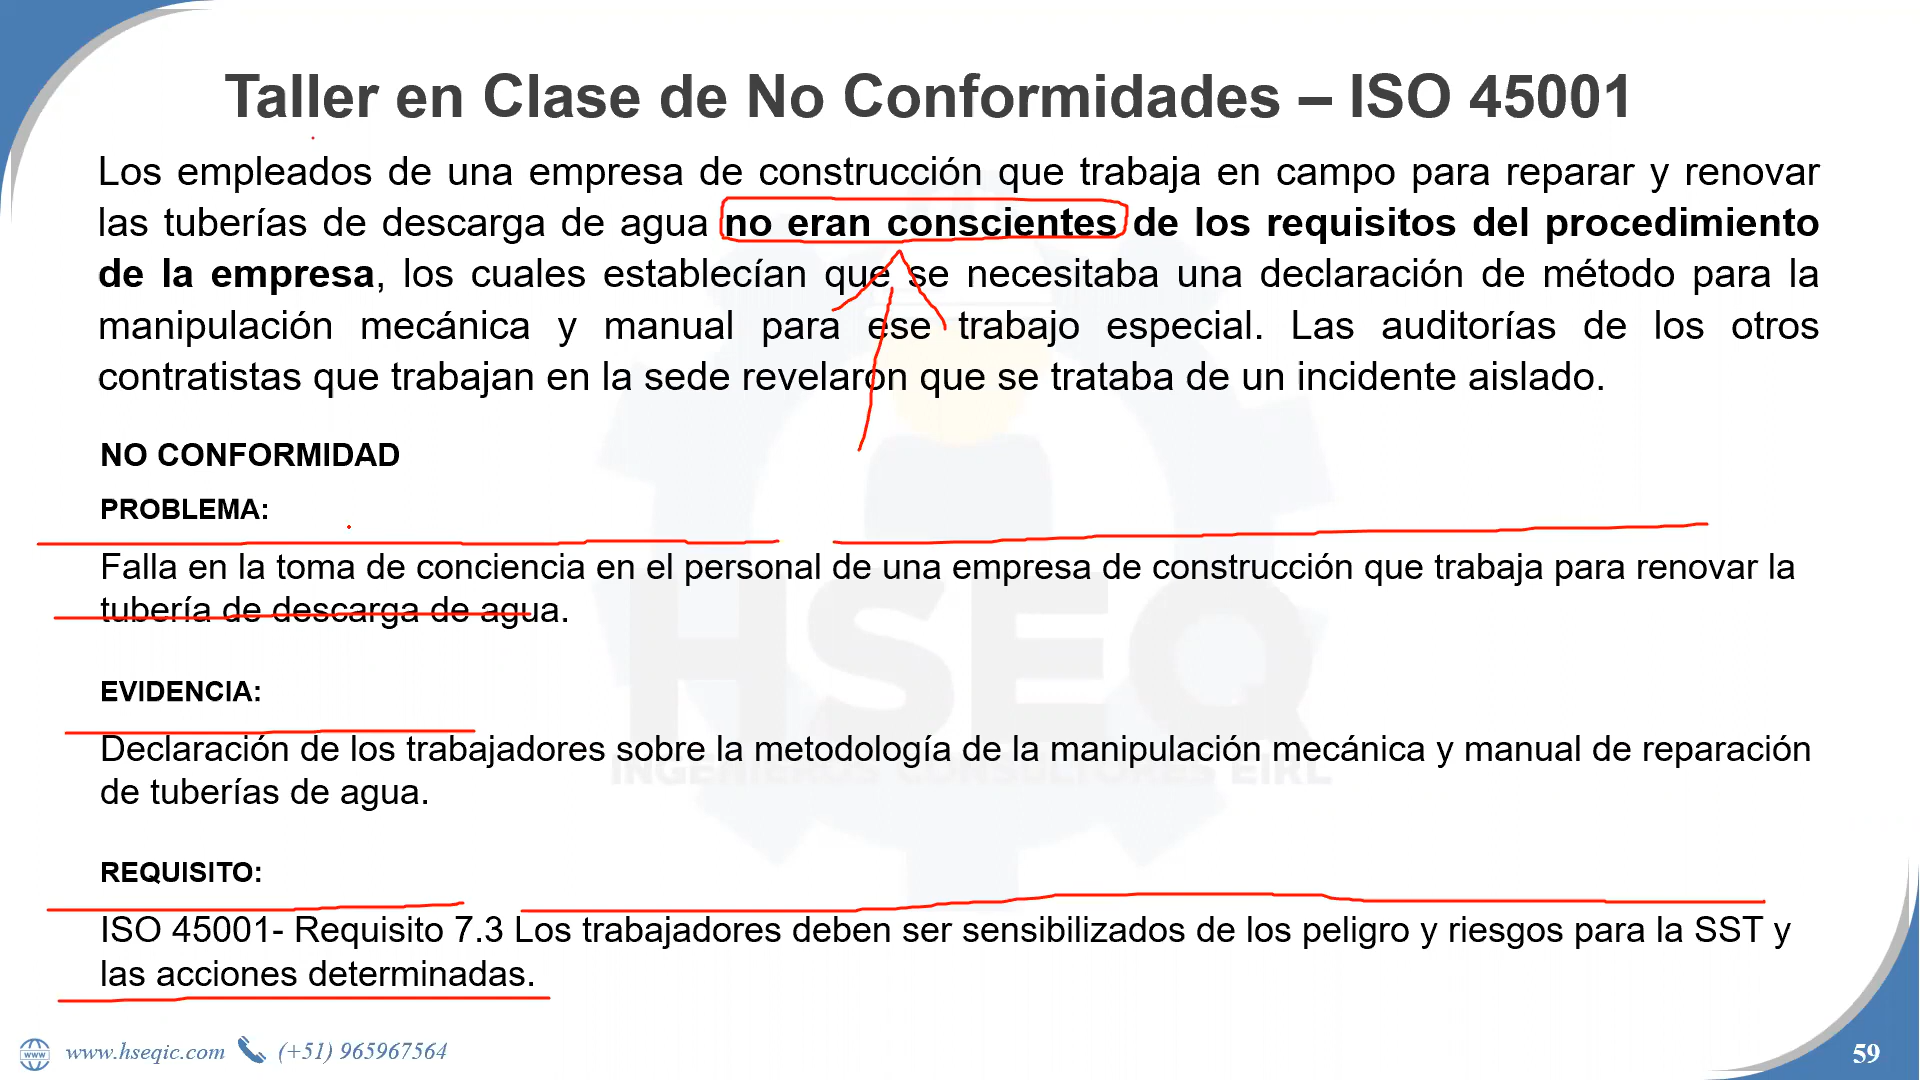 Taller en Clase de No Conformidades – ISO 45001
Los empleados de una empresa de construcción que trabaja en campo para reparar y renovar
las tuberías de descarga de agua no eran conscientes de los requisitos del procedimiento
de la empresa, los cuales establecían que se necesitaba una declaración de método para la
manipulación mecánica y manual para ese trabajo especial. Las auditorías de los otros
contratistas que trabajan en la sede revelaron que se trataba de un incidente aislado.
NO CONFORMIDAD
PROBLEMA:
Falla en la toma de conciencia en el personal de una empresa de construcción que trabaja para renovar la
tubería de descarga de agua.
EVIDENCIA:
Declaración de los trabajadores sobre la metodología de la manipulación mecánica y manual de reparación
de tuberías de agua.
REQUISITO:
ISO 45001- Requisito 7.3 Los trabajadores deben ser sensibilizados de los peligro y riesgos para la SST y
las acciones determinadas.
HSEQ
INGENIEROS CONSULTORES EIRL
www www.hseqic.com (+51) 965967564
59